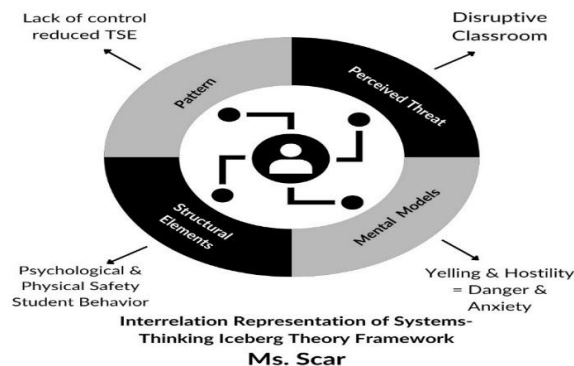 Lack of control
reduced TSE
Disruptive
Classroom
Pattern
Perceived Threat
Structural
Elements
Mental Models
Psychological &
Physical Safety
Student Behavior
Yelling & Hostility
= Danger &
Anxiety
Interrelation Representation of Systems-
Thinking Iceberg Theory Framework
Ms. Scar